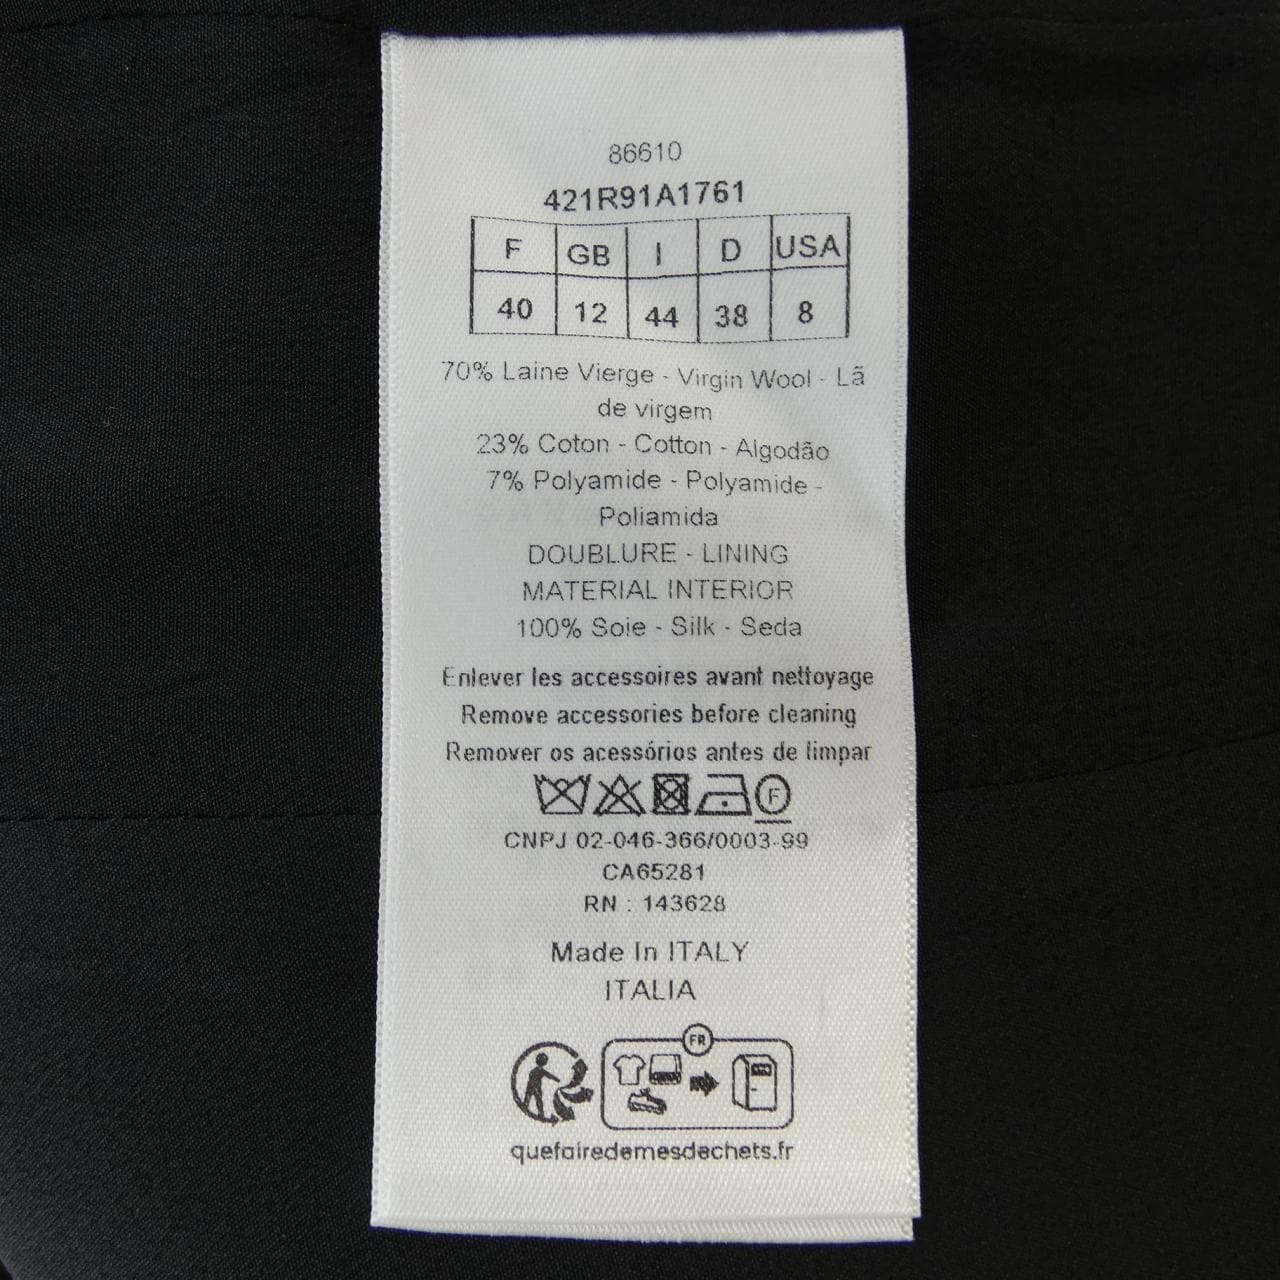 86610
421R91A1761
F GB I D USA
40 12 44 38 8
70% Laine Vierge - Virgin Wool - Lã
de virgem
23% Coton - Cotton - Algodão
7% Polyamide - Polyamide -
Poliamida
DOUBLURE - LINING
MATERIAL INTERIOR
100% Soie - Silk - Seda
Enlever les accessoires avant nettoyage
Remove accessories before cleaning
Remover os acessórios antes de limpar
F
CNPJ 02-046-366/0003-99
CA65281
RN : 143628
Made In ITALY
ITALIA
FR
quefairedemesdechets.fr